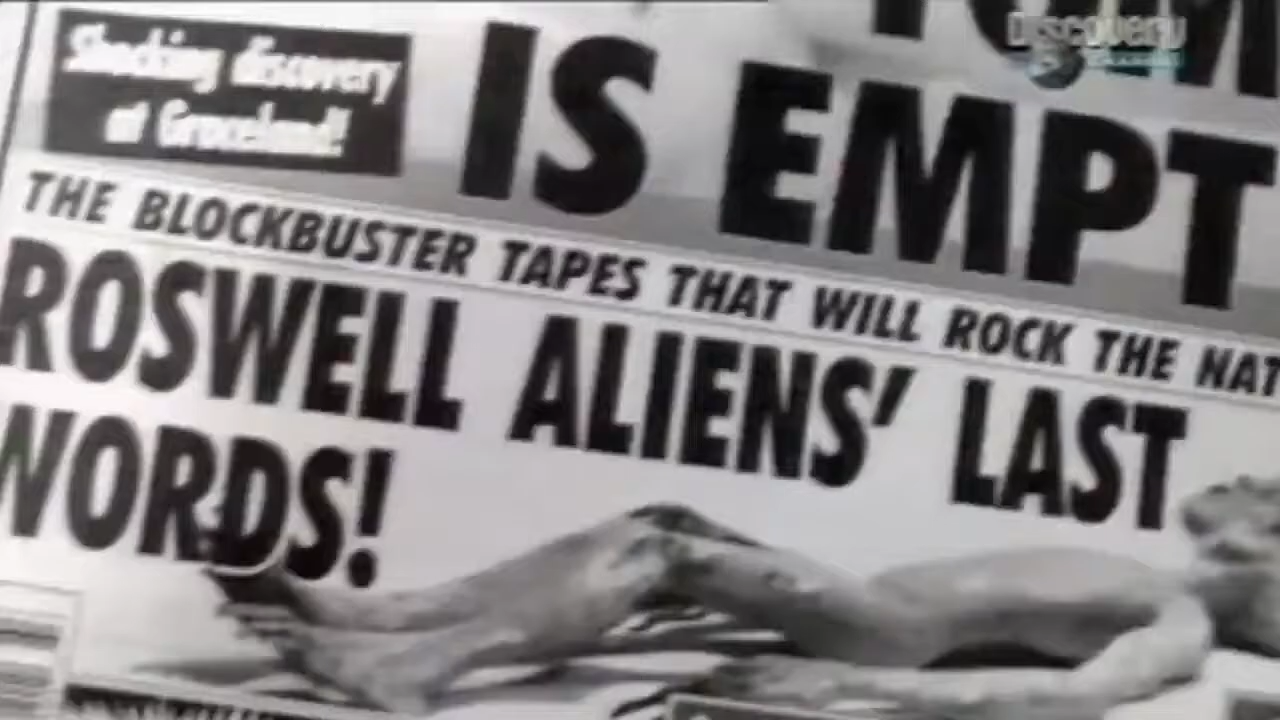 Discovery
Shocking discovery
at Graceland!
IS EMPT
THE BLOCKBUSTER TAPES THAT WILL ROCK THE NAT
ROSWELL ALIENS' LAST
WORDS!